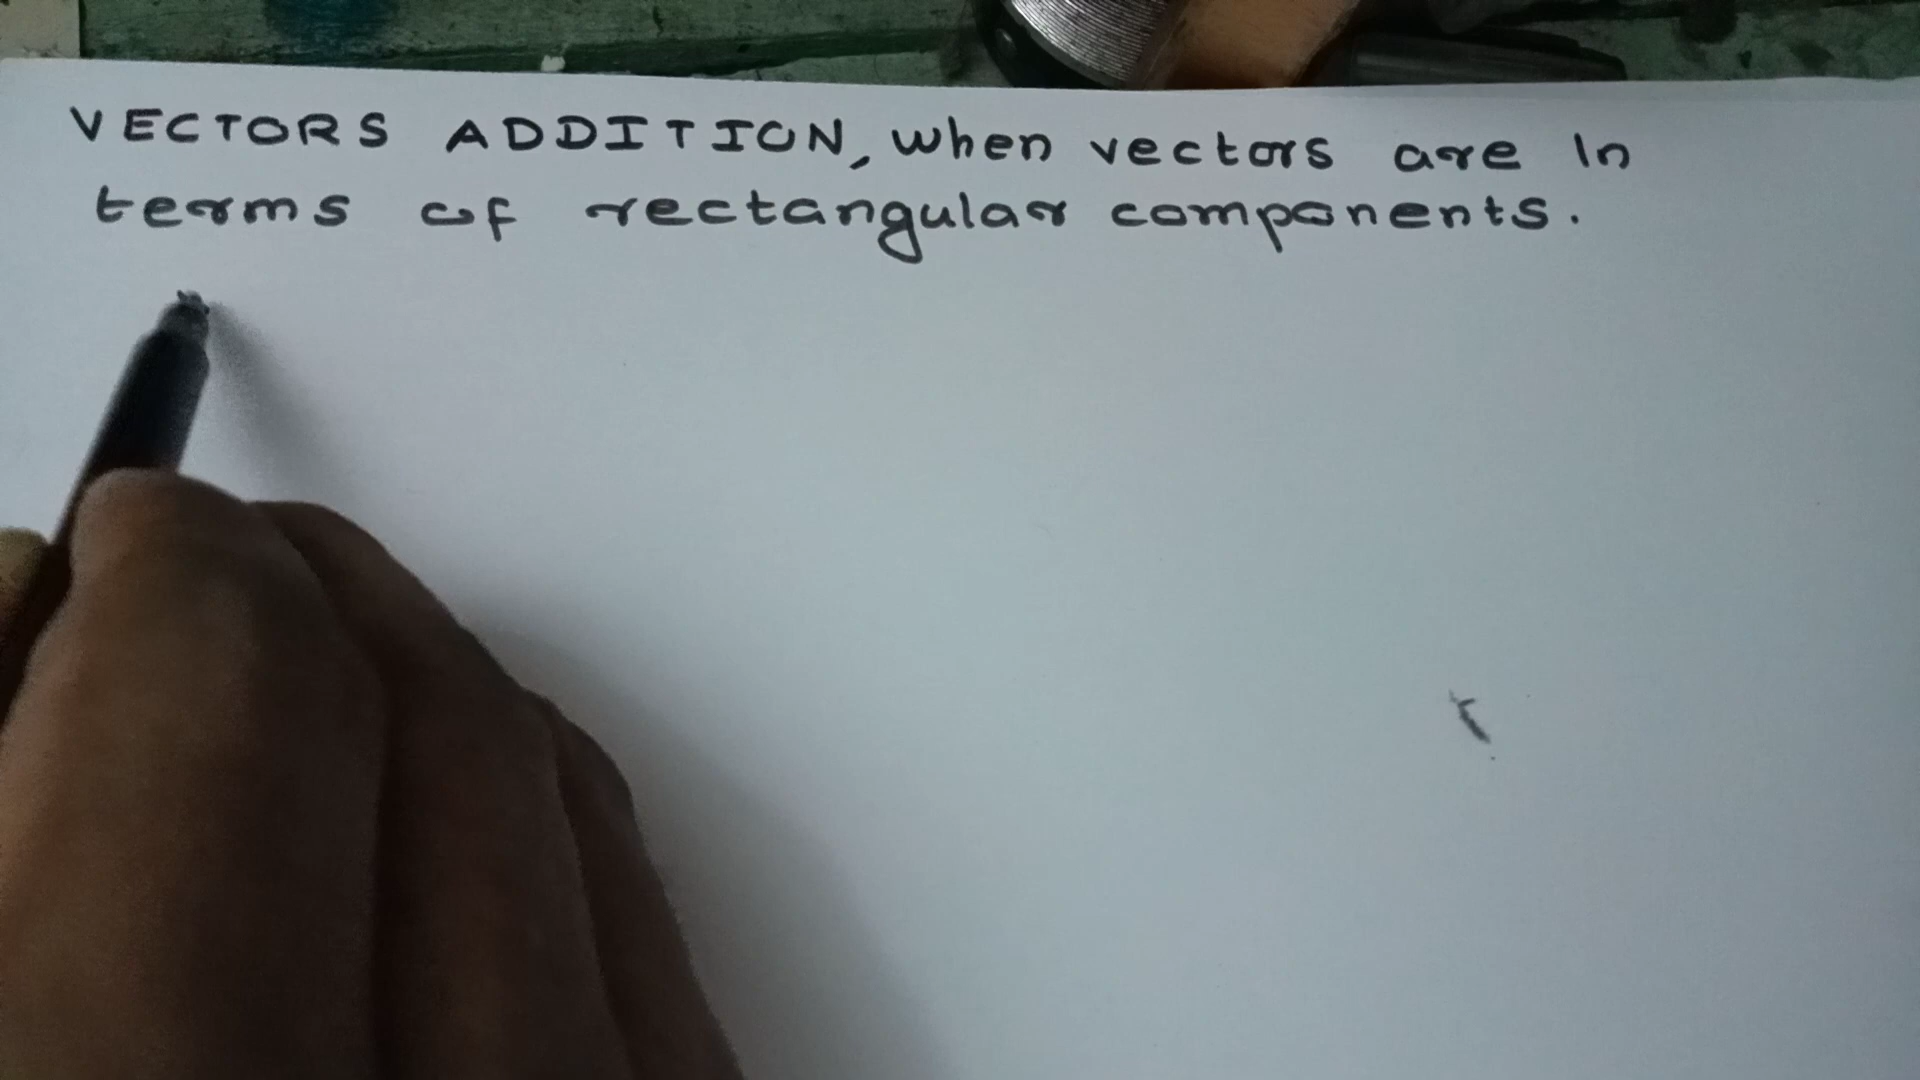 VECTORS ADDITION, when vectors are In
terms of rectangular components.